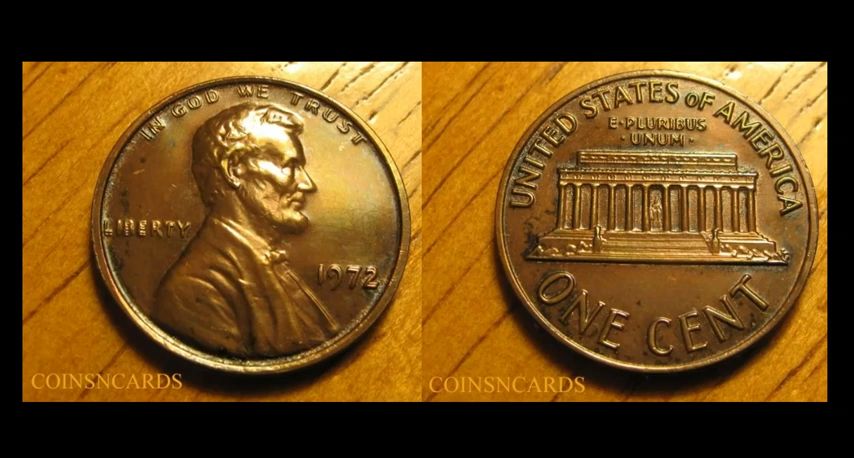 IN GOD WE TRUST
LIBERTY
1972
COINSNCARDS
UNITED STATES OF AMERICA
E·PLURIBUS
·UNUM·
ONE CENT
COINSNCARDS